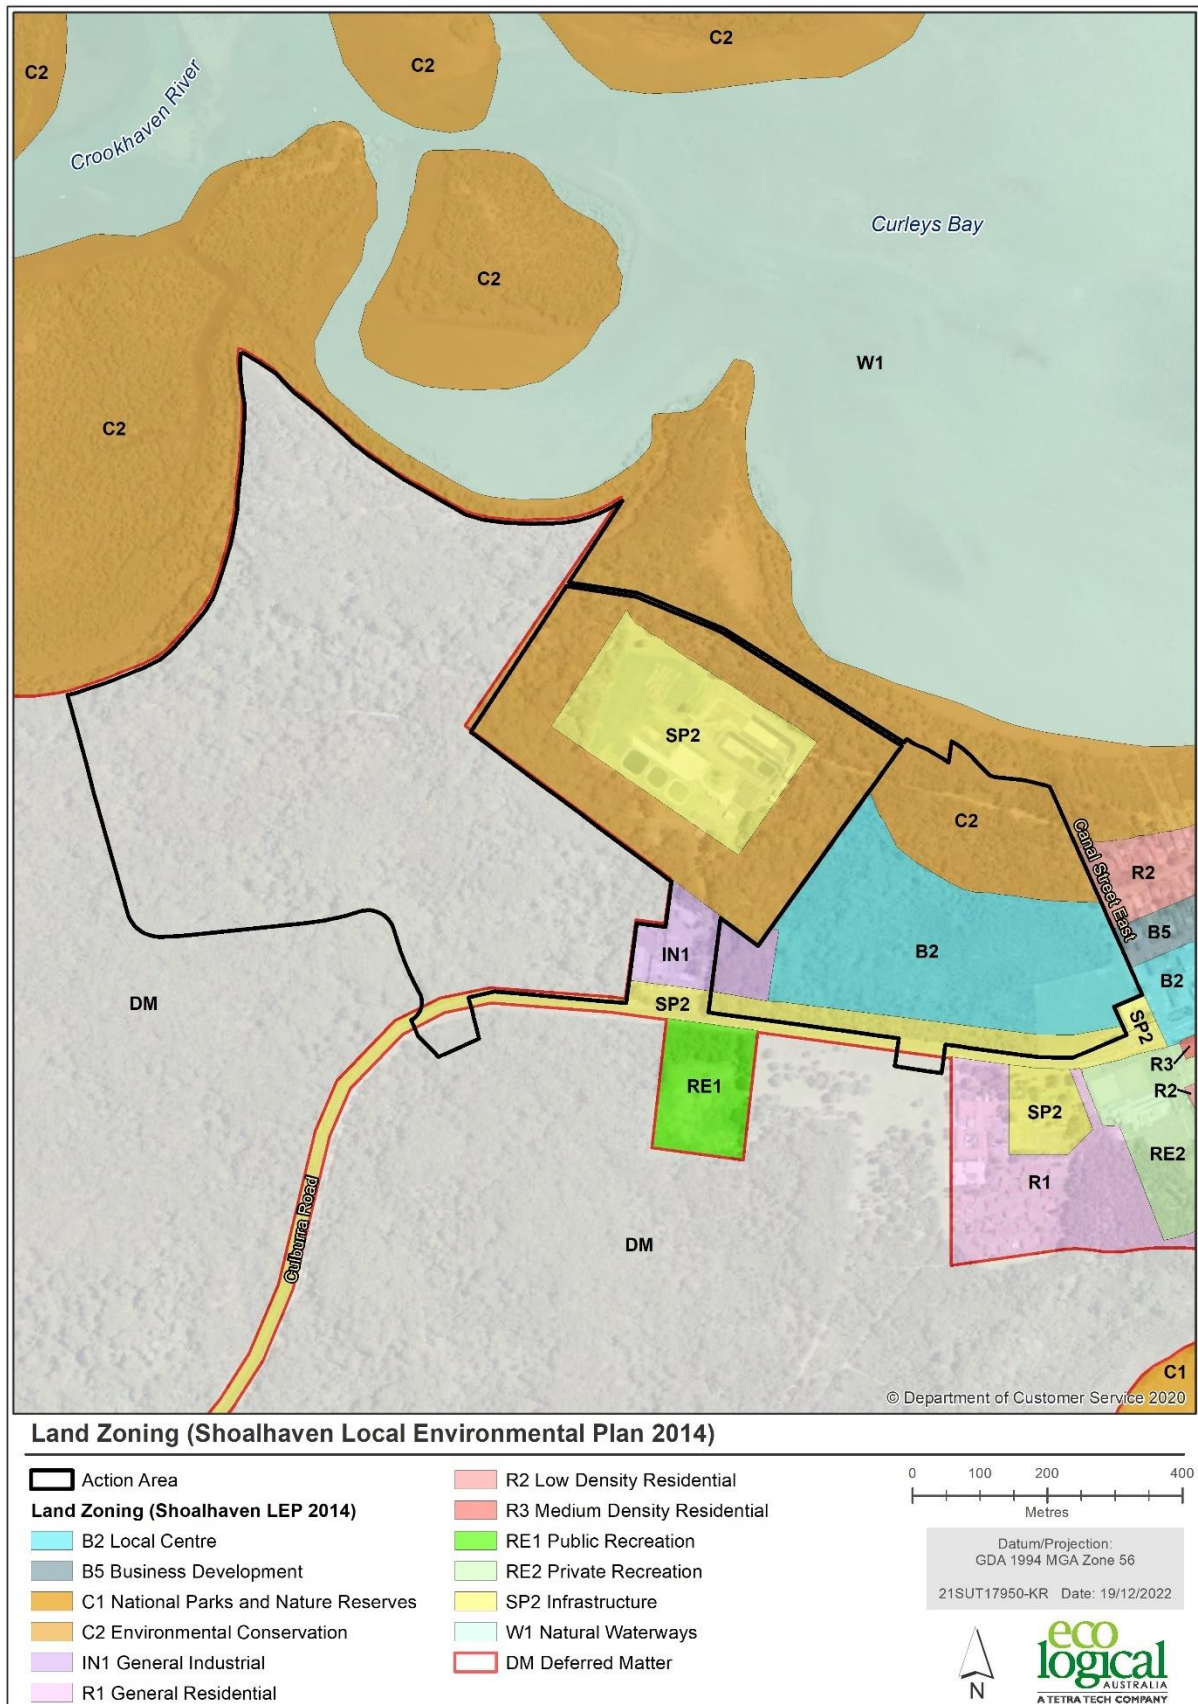 C2
C2
C2
Crookhaven River
Curleys Bay
C2
W1
C2
SP2
C2
Canal Street East
R2
B5
B2
IN1
B2
DM
SP2
SP2
R3
R2
RE1
SP2
RE2
R1
Culburra Road
DM
C1
© Department of Customer Service 2020
Land Zoning (Shoalhaven Local Environmental Plan 2014)
Action Area
Land Zoning (Shoalhaven LEP 2014)
B2 Local Centre
B5 Business Development
C1 National Parks and Nature Reserves
C2 Environmental Conservation
IN1 General Industrial
R1 General Residential
R2 Low Density Residential
R3 Medium Density Residential
RE1 Public Recreation
RE2 Private Recreation
SP2 Infrastructure
W1 Natural Waterways
DM Deferred Matter
0 100 200 400
Metres
Datum/Projection:
GDA 1994 MGA Zone 56
21SUT17950-KR Date: 19/12/2022
N
eco
logical
AUSTRALIA
A TETRA TECH COMPANY